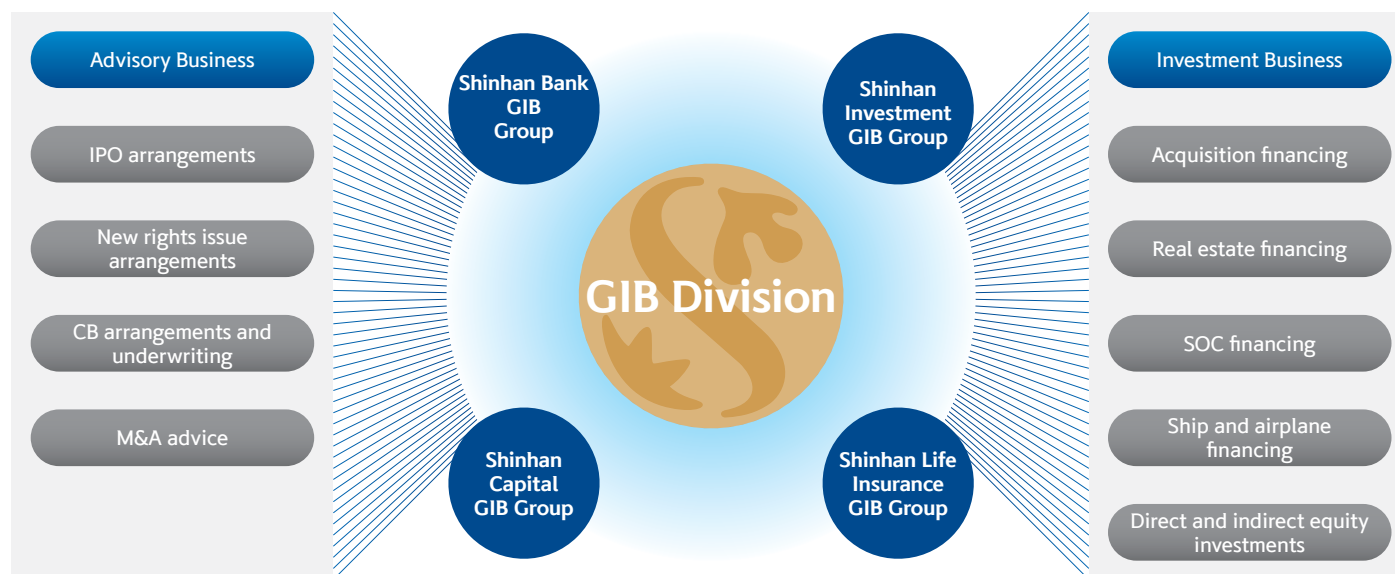 Advisory Business
IPO arrangements
New rights issue
arrangements
CB arrangements and
underwriting
M&A advice
Shinhan Bank
GIB
Group
Shinhan
Investment
GIB Group
GIB Division
Shinhan
Capital
GIB Group
Shinhan Life
Insurance
GIB Group
Investment Business
Acquisition financing
Real estate financing
SOC financing
Ship and airplane
financing
Direct and indirect equity
investments